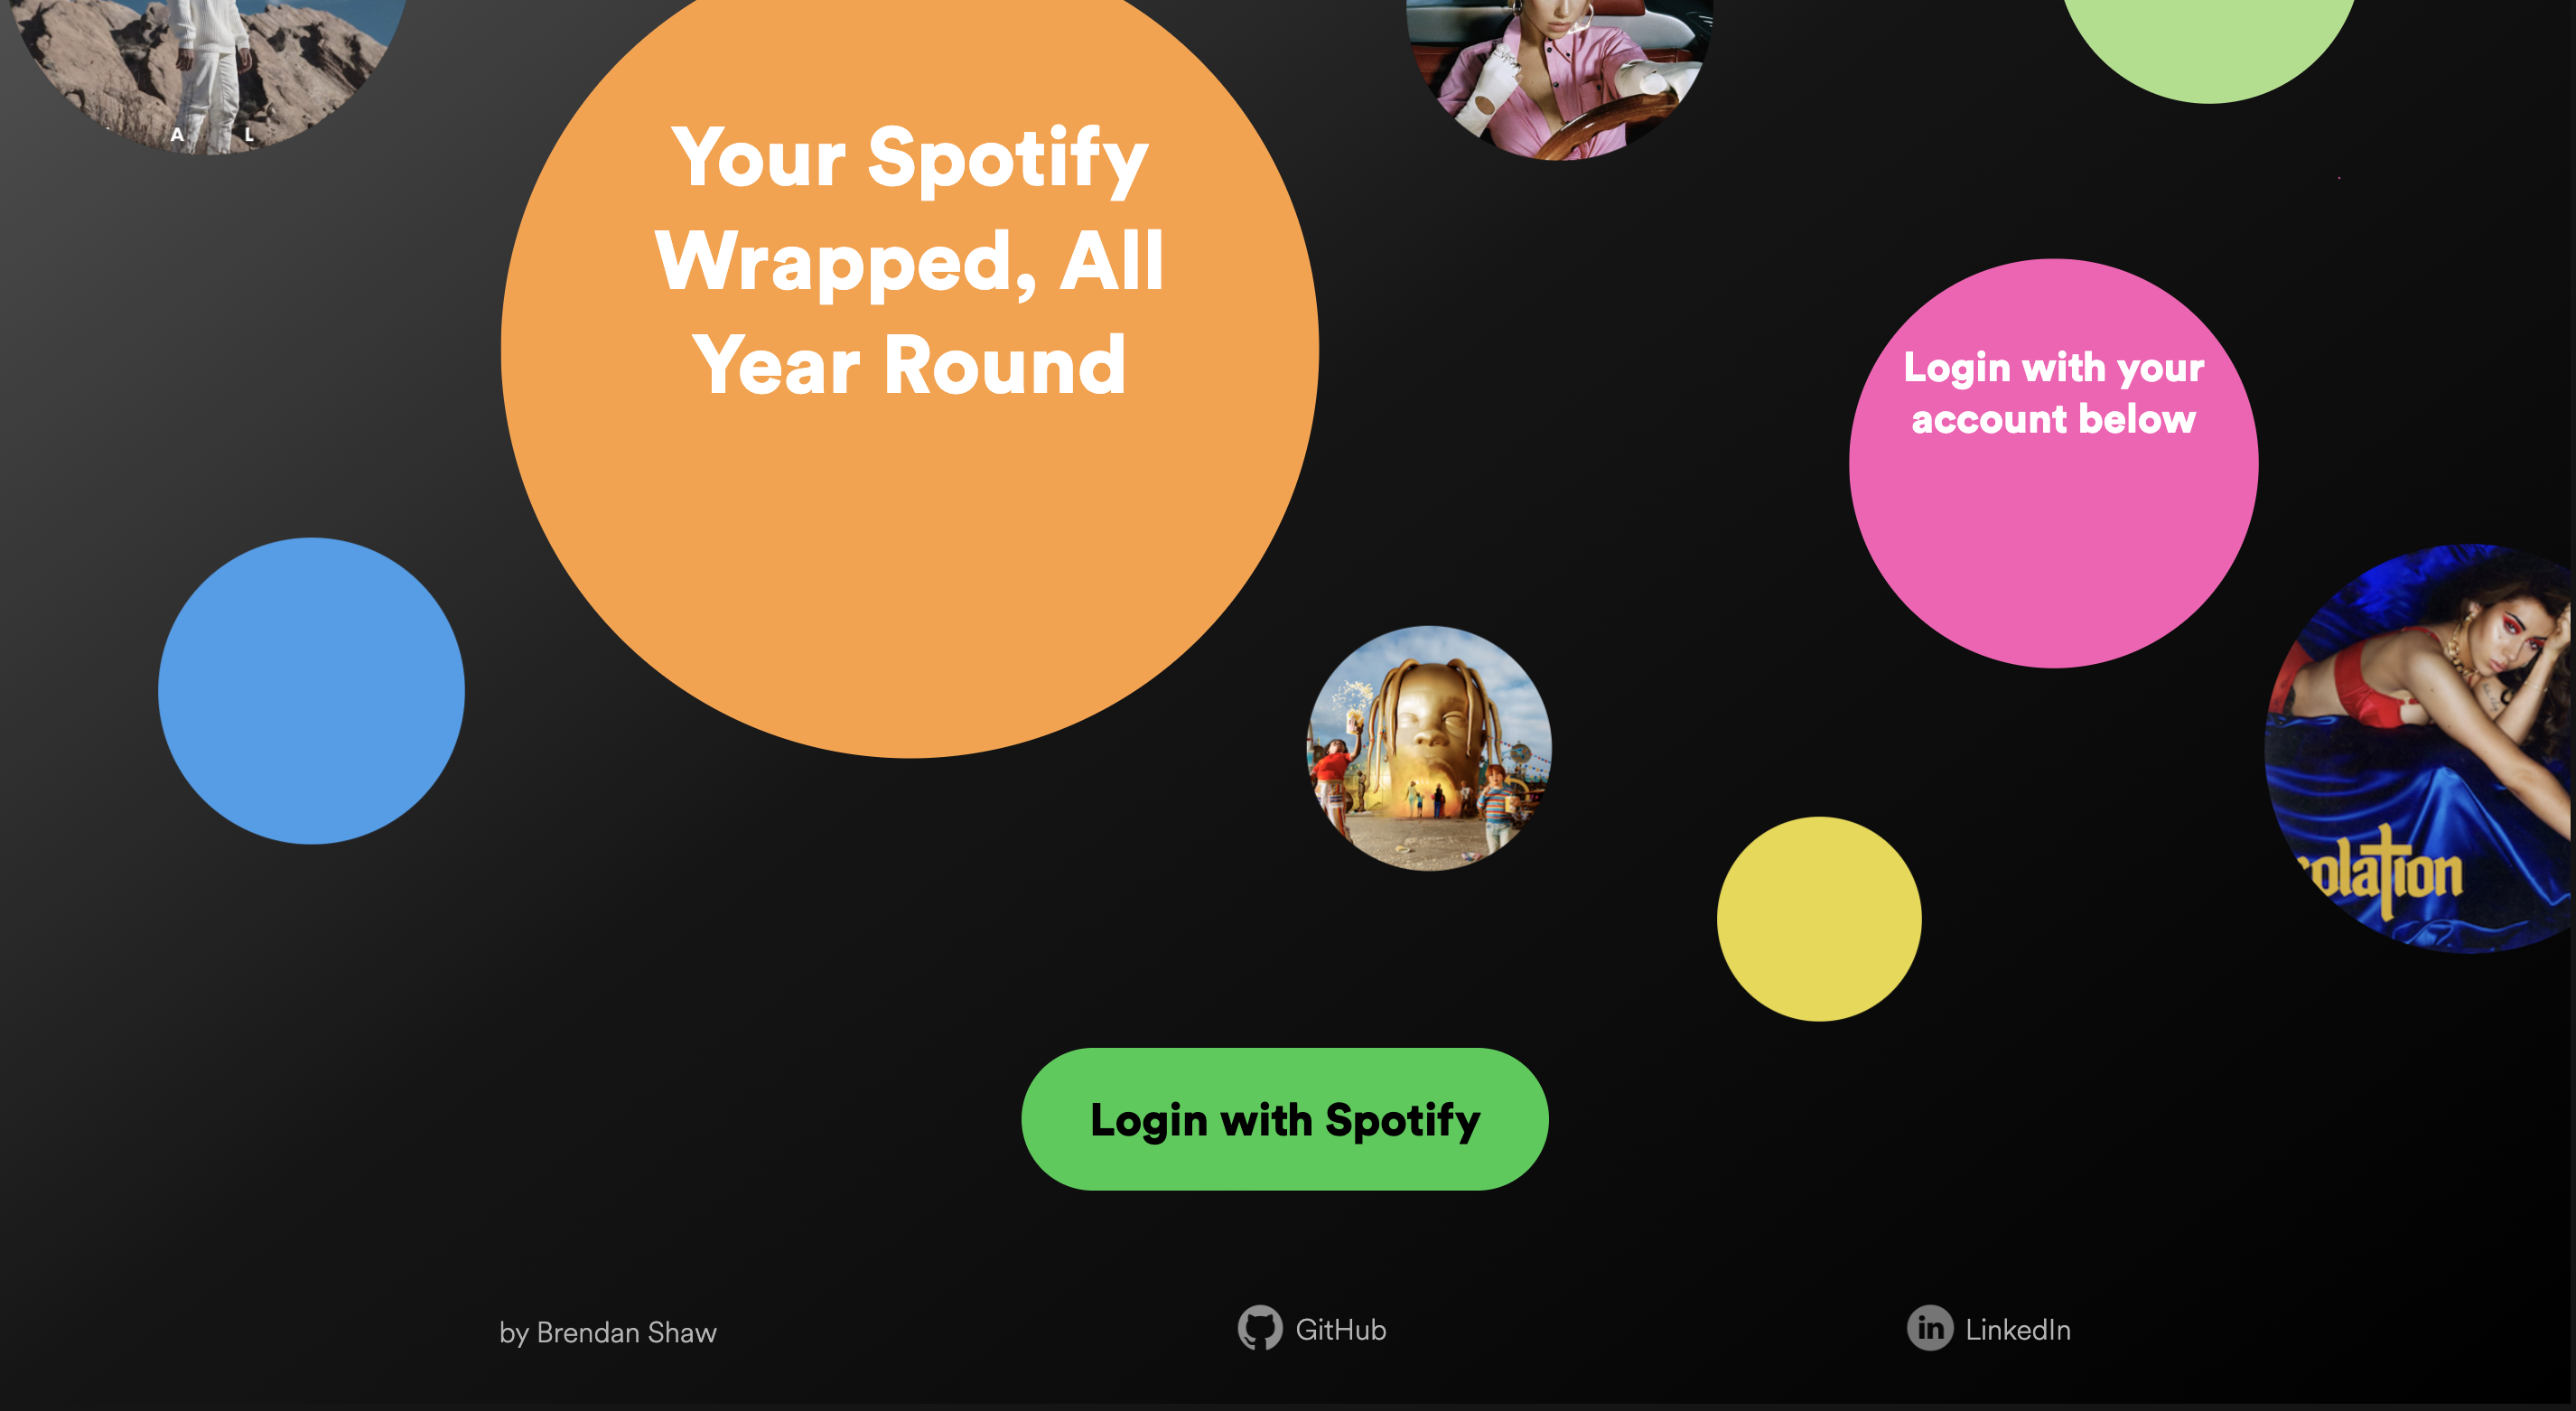 A L
Your Spotify
Wrapped, All
Year Round
Login with your
account below
olation
Login with Spotify
by Brendan Shaw
GitHub
in LinkedIn